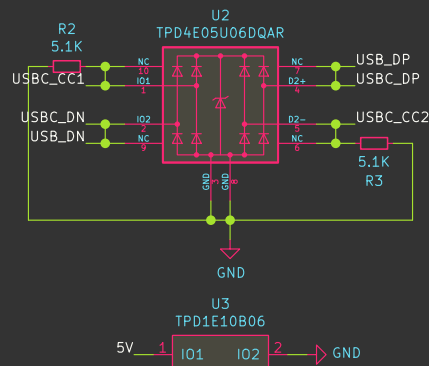 U2
TPD4E05U06DQAR
R2
5.1K
USBC_CC1
NC
10
IO1
1
NC
7
D2+
4
USB_DP
USBC_DP
USBC_DN
USB_DN
IO2
2
NC
9
D2-
5
NC
6
USBC_CC2
5.1K
R3
GND
3
GND
8
GND
U3
TPD1E10B06
5V
1
IO1
IO2
2
GND